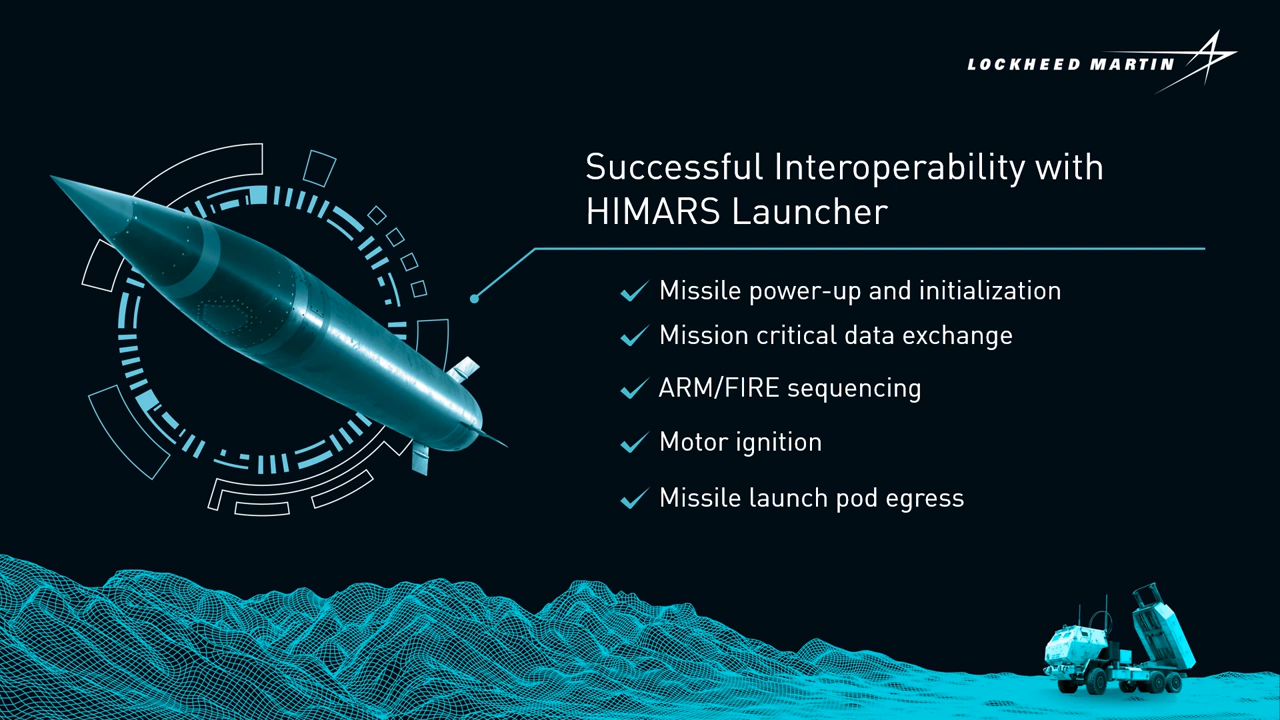 LOCKHEED MARTIN
Successful Interoperability with
HIMARS Launcher
Missile power-up and initialization
Mission critical data exchange
ARM/FIRE sequencing
Motor ignition
Missile launch pod egress